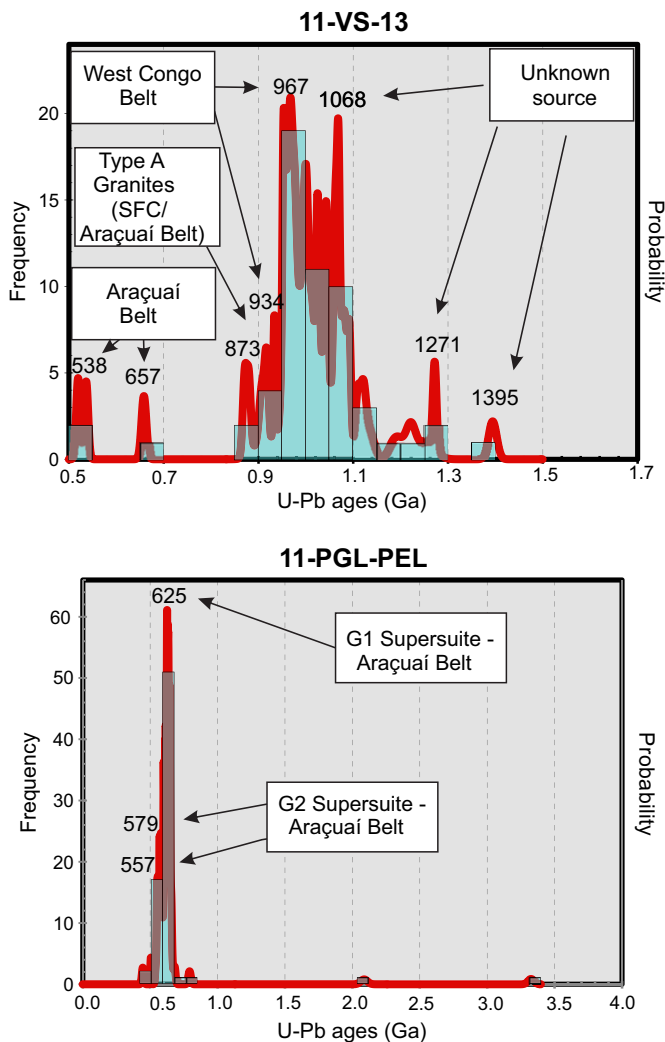 11-VS-13
West Congo
Belt
967
1068
Unknown
source
Type A
Granites
(SFC/
Araçuaí Belt)
934
Araçuaí
Belt
873
538
657
1271
1395
Frequency
20
15
10
5
0
Probability
0.5
0.7
0.9
1.1
1.3
1.5
1.7
U-Pb ages (Ga)
11-PGL-PEL
625
G1 Supersuite -
Araçuaí Belt
G2 Supersuite -
Araçuaí Belt
579
557
Frequency
60
50
40
30
20
10
0
Probability
0.0
0.5
1.0
1.5
2.0
2.5
3.0
3.5
4.0
U-Pb ages (Ga)